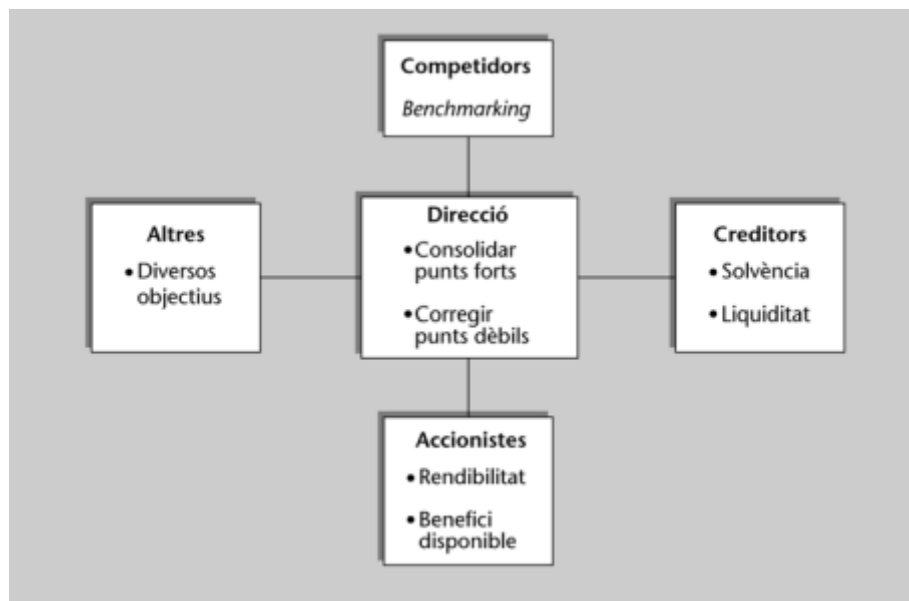 Competidors
Benchmarking
Altres
• Diversos
objectius
Direcció
• Consolidar
punts forts
• Corregir
punts dèbils
Creditors
• Solvència
• Liquiditat
Accionistes
• Rendibilitat
• Benefici
disponible